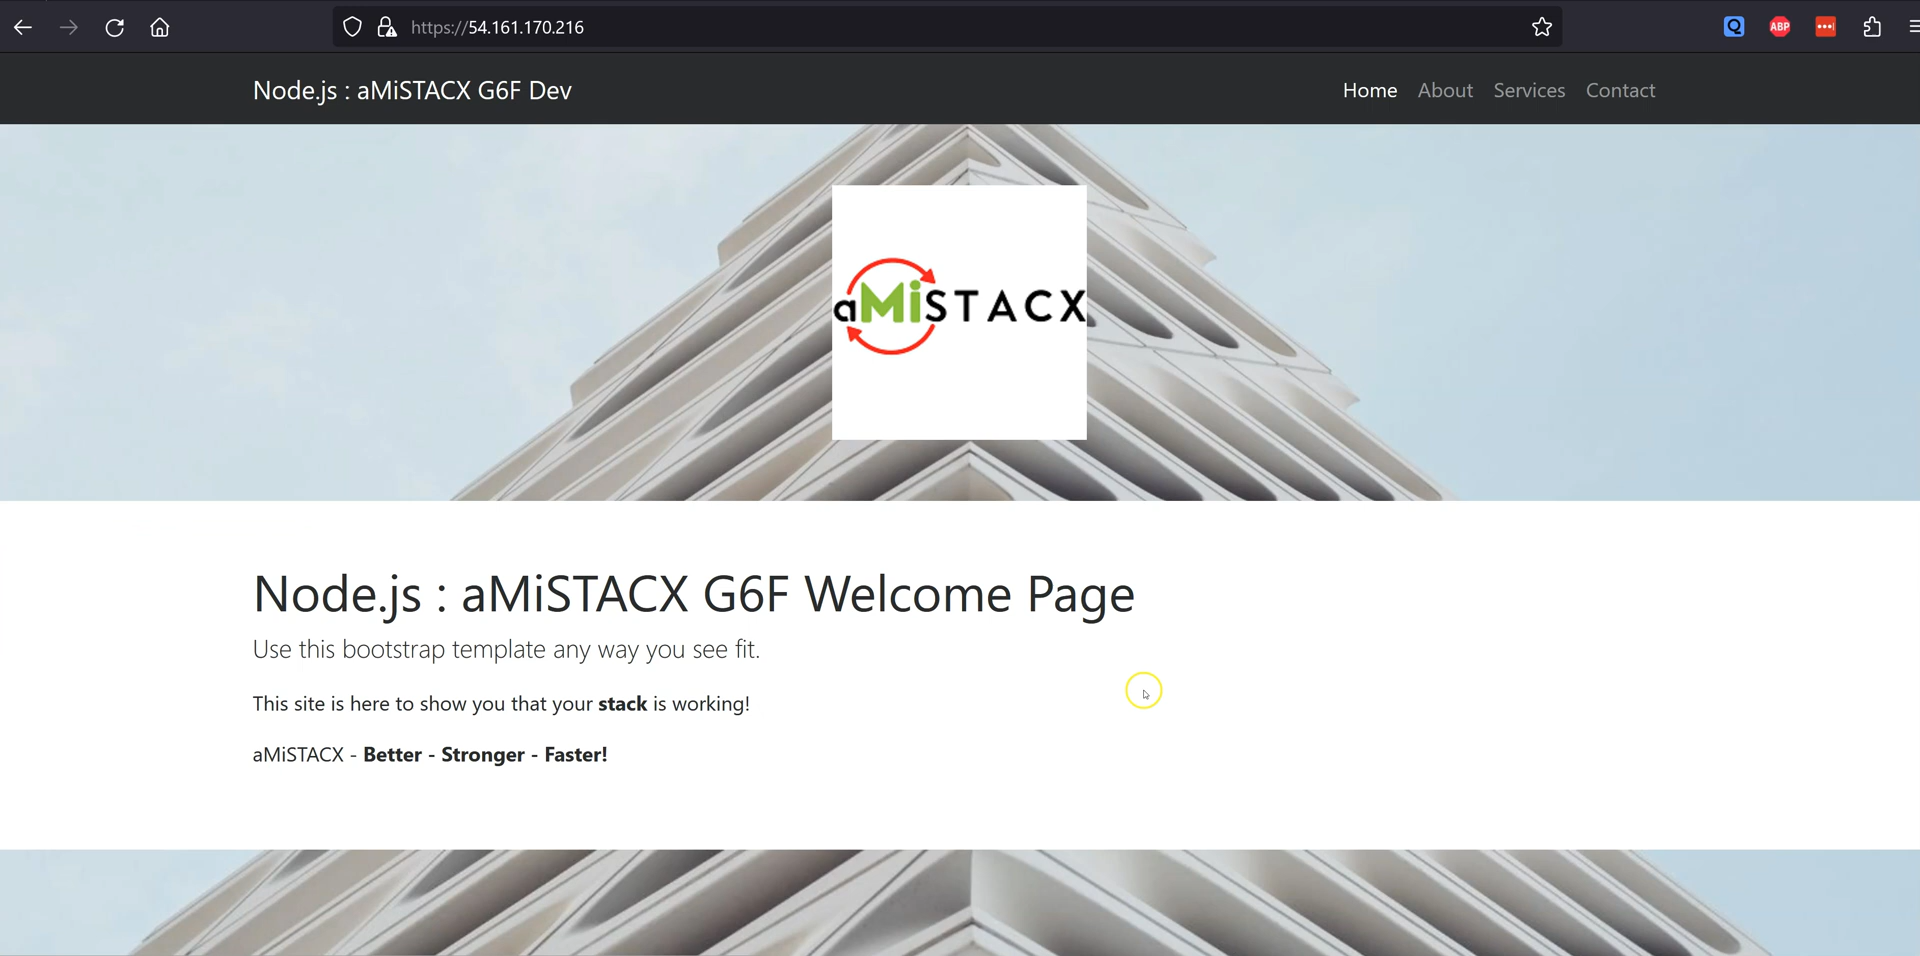 https://54.161.170.216
ABP
Node.js : aMiSTACX G6F Dev
Home About Services Contact
aMiSTACX
Node.js : aMiSTACX G6F Welcome Page
Use this bootstrap template any way you see fit.
This site is here to show you that your stack is working!
aMiSTACX - Better - Stronger - Faster!